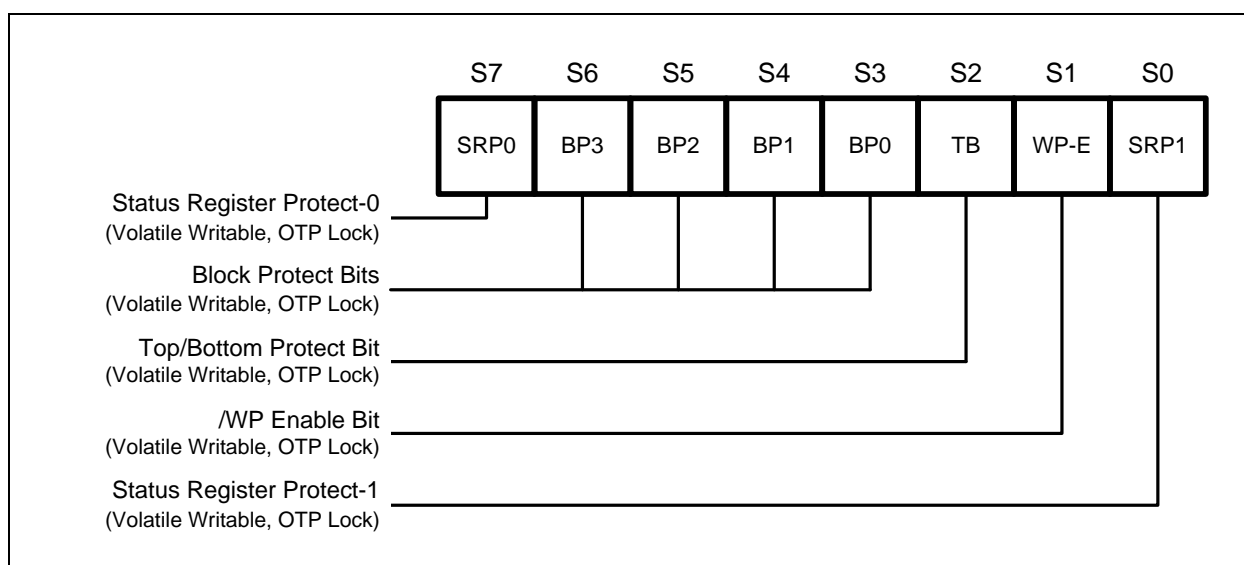 S7 S6 S5 S4 S3 S2 S1 S0
SRP0 BP3 BP2 BP1 BP0 TB WP-E SRP1
Status Register Protect-0
(Volatile Writable, OTP Lock)
Block Protect Bits
(Volatile Writable, OTP Lock)
Top/Bottom Protect Bit
(Volatile Writable, OTP Lock)
/WP Enable Bit
(Volatile Writable, OTP Lock)
Status Register Protect-1
(Volatile Writable, OTP Lock)